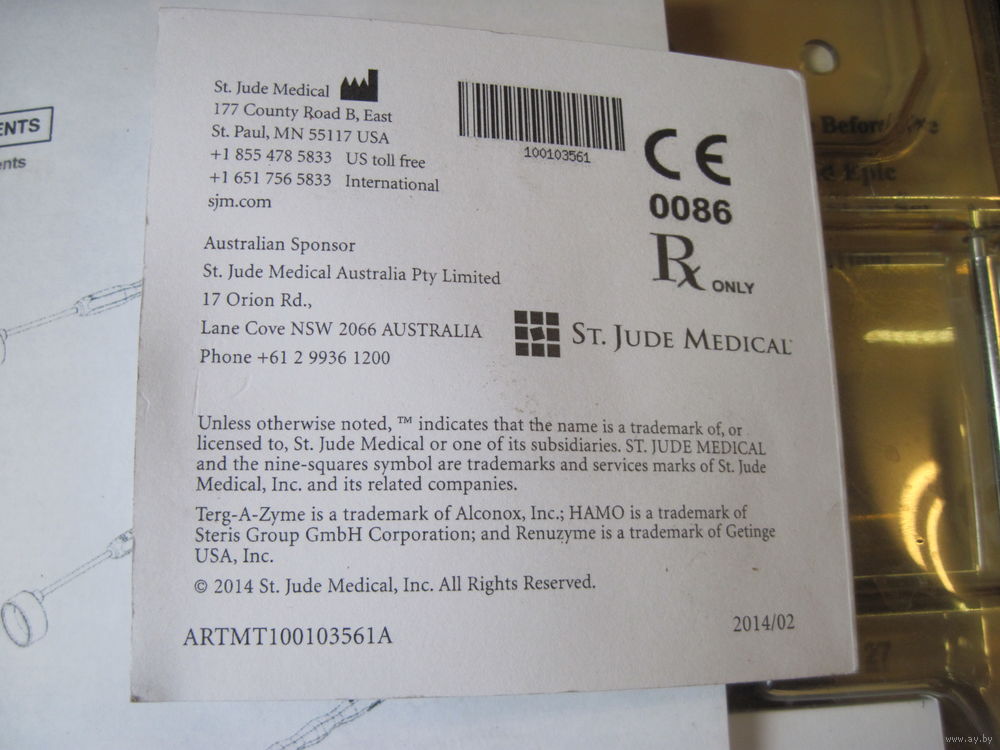 ENTS
ents
St. Jude Medical
177 County Road B, East
St. Paul, MN 55117 USA
+1 855 478 5833 US toll free
+1 651 756 5833 International
sjm.com
100103561
CE
0086
Rx ONLY
Australian Sponsor
St. Jude Medical Australia Pty Limited
17 Orion Rd.,
Lane Cove NSW 2066 AUSTRALIA
Phone +61 2 9936 1200
ST. JUDE MEDICAL
Unless otherwise noted, ™ indicates that the name is a trademark of, or
licensed to, St. Jude Medical or one of its subsidiaries. ST. JUDE MEDICAL
and the nine-squares symbol are trademarks and services marks of St. Jude
Medical, Inc. and its related companies.
Terg-A-Zyme is a trademark of Alconox, Inc.; HAMO is a trademark of
Steris Group GmbH Corporation; and Renuzyme is a trademark of Getinge
USA, Inc.
© 2014 St. Jude Medical, Inc. All Rights Reserved.
ARTMT100103561A
2014/02
Epic
27
www.ay.by